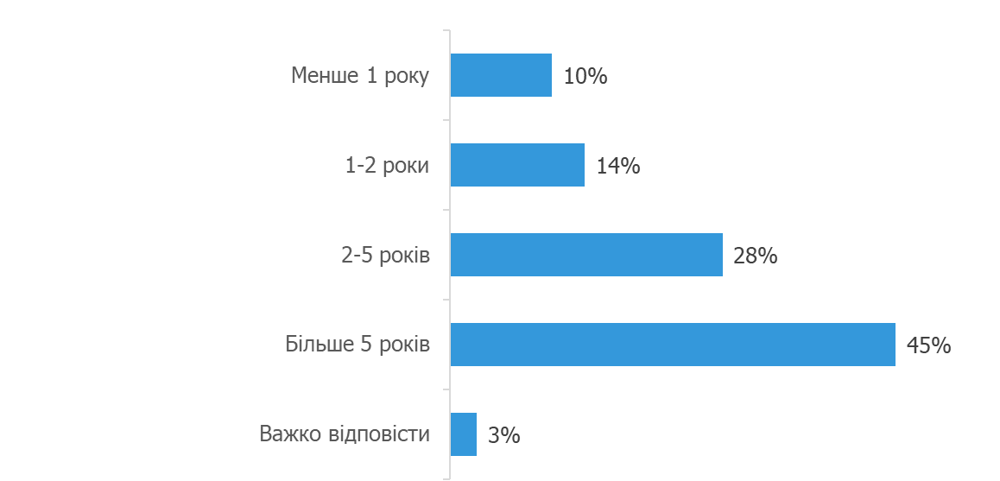 Менше 1 року 10%
1-2 роки 14%
2-5 років 28%
Більше 5 років 45%
Важко відповісти 3%